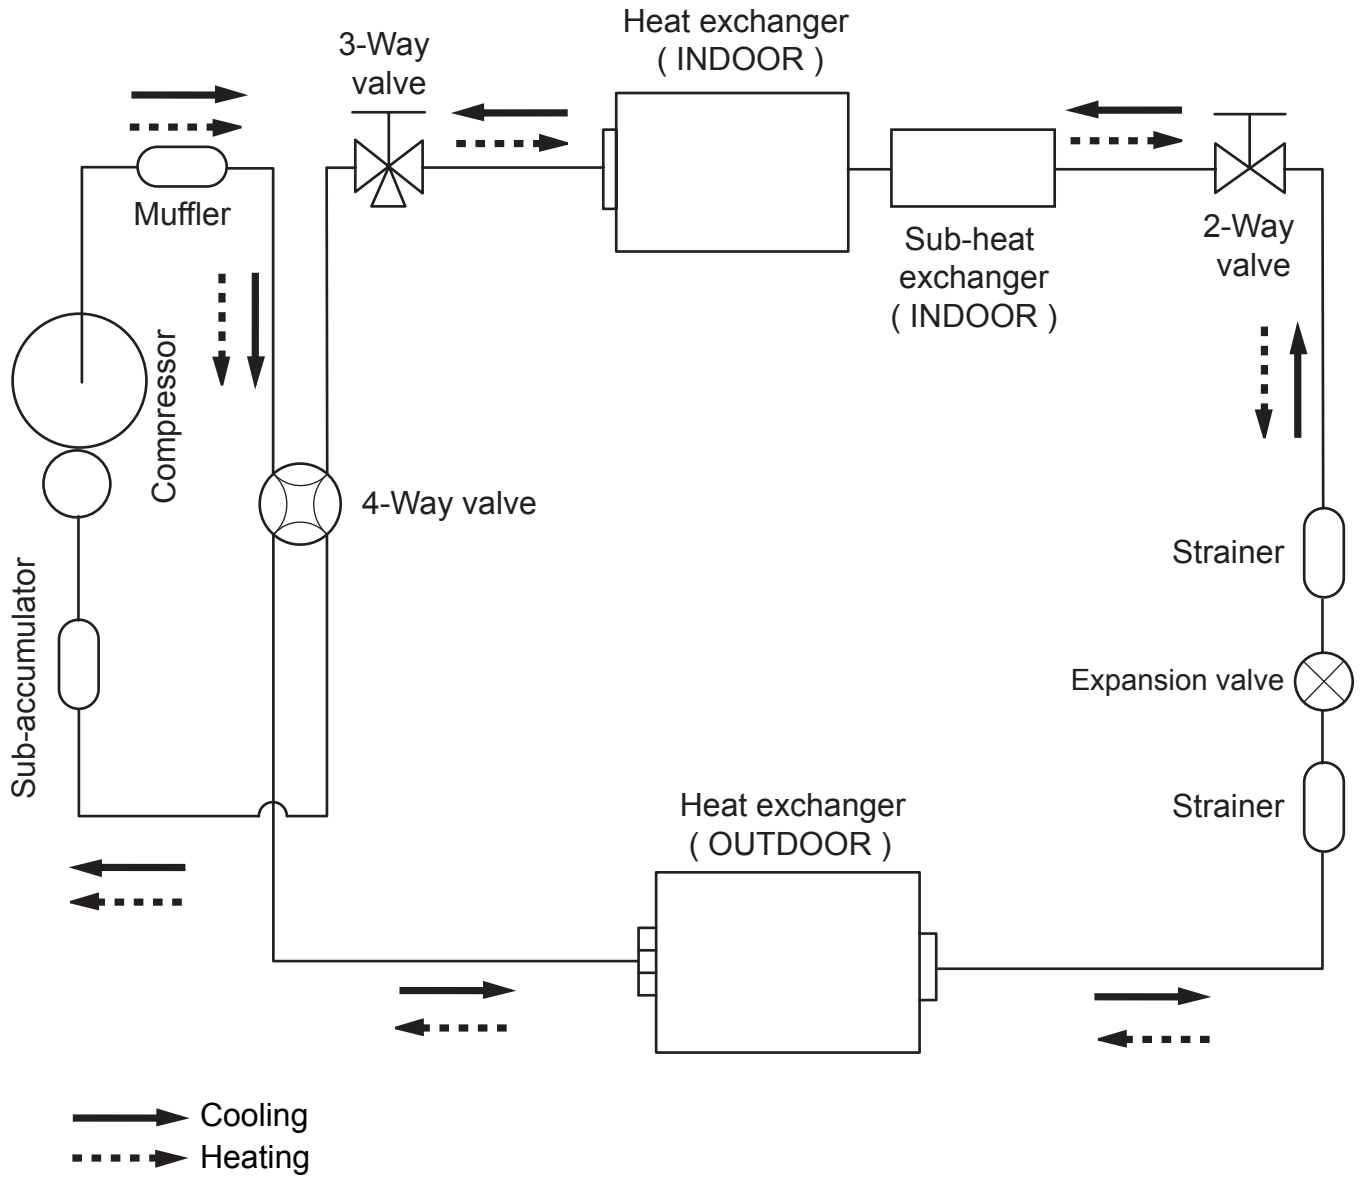 Heat exchanger
( INDOOR )
3-Way
valve
Muffler
Sub-heat
exchanger
( INDOOR )
2-Way
valve
Compressor
4-Way valve
Strainer
Sub-accumulator
Expansion valve
Heat exchanger
( OUTDOOR )
Strainer
Cooling
Heating